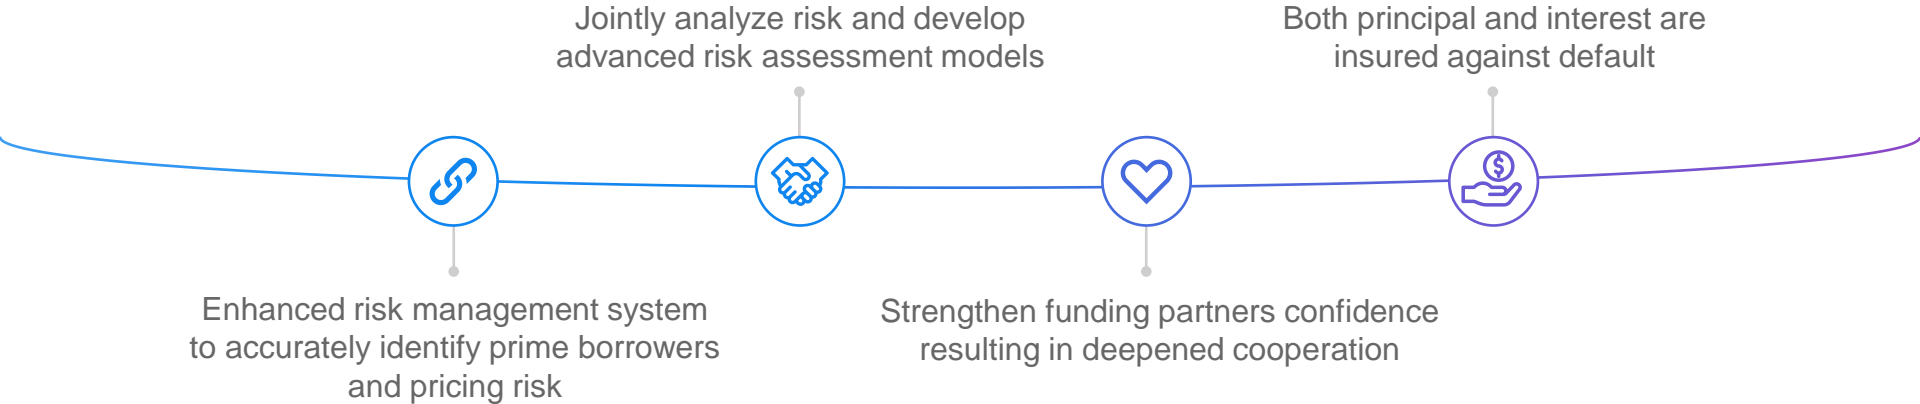 Jointly analyze risk and develop
advanced risk assessment models
Both principal and interest are
insured against default
Enhanced risk management system
to accurately identify prime borrowers
and pricing risk
Strengthen funding partners confidence
resulting in deepened cooperation